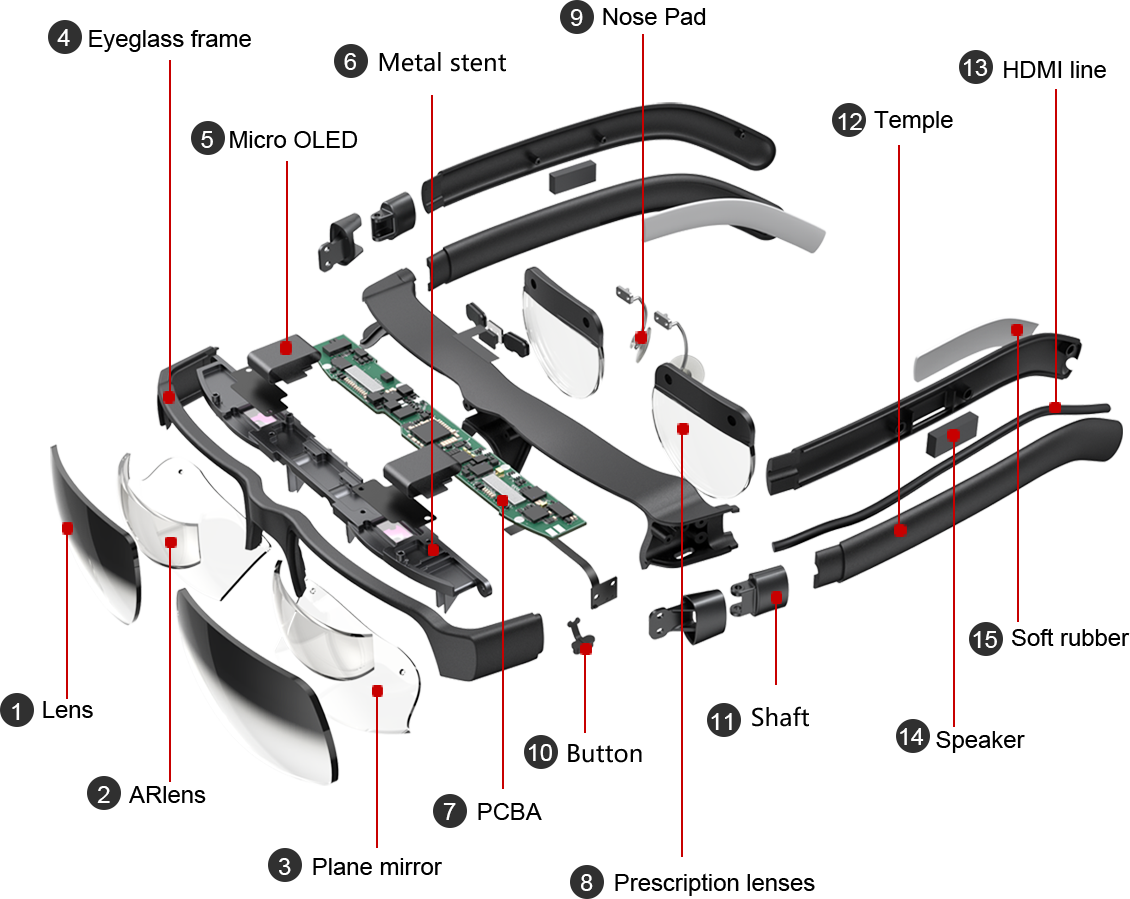 9 Nose Pad
4 Eyeglass frame
6 Metal stent
13 HDMI line
12 Temple
5 Micro OLED
15 Soft rubber
1 Lens
11 Shaft
14 Speaker
10 Button
2 ARlens
7 PCBA
3 Plane mirror
8 Prescription lenses